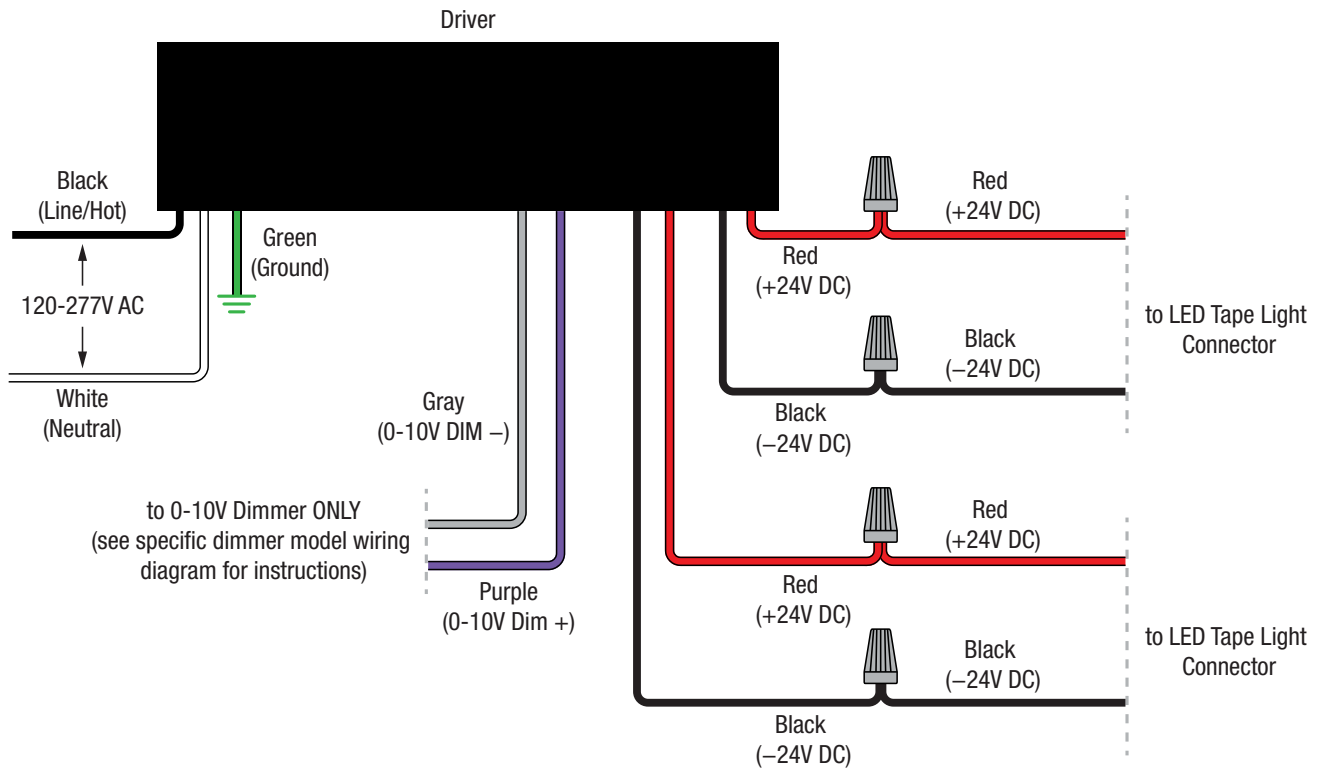 Driver
Black
(Line/Hot)
120-277V AC
White
(Neutral)
Green
(Ground)
Gray
(0-10V DIM −)
to 0-10V Dimmer ONLY
(see specific dimmer model wiring
diagram for instructions)
Purple
(0-10V Dim +)
Red
(+24V DC)
Red
(+24V DC)
Black
(−24V DC)
Black
(−24V DC)
to LED Tape Light
Connector
Red
(+24V DC)
Red
(+24V DC)
Black
(−24V DC)
Black
(−24V DC)
to LED Tape Light
Connector